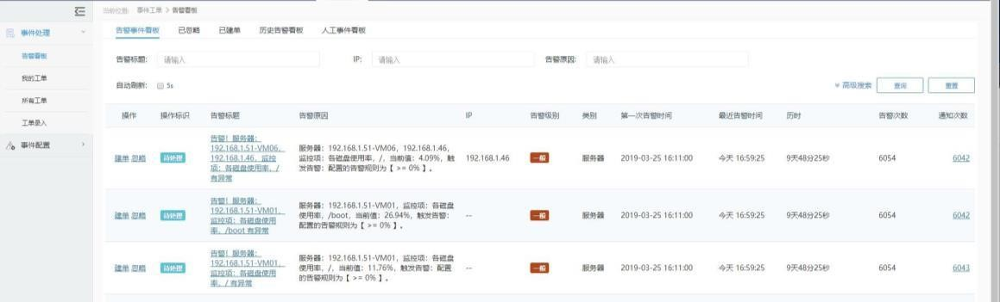 当前位置: 事件工单 > 告警看板
事件处理
告警看板
我的工单
所有工单
工单录入
事件配置
告警事件看板 已忽略 已建单 历史告警看板 人工事件看板
告警标题: 请输入 IP: 请输入 告警原因: 请输入
自动刷新: 5s 高级搜索 查询 重置
操作 操作标识 告警标题 告警原因 IP 告警级别 类别 第一次告警时间 最近告警时间 历时 告警次数 通知次数
建单 忽略 待处理
告警！服务器：
192.168.1.51-VM06,
192.168.1.46, 监控
项：各磁盘使用率, /
有异常
服务器：192.168.1.51-VM06, 192.168.1.46,
监控项：各磁盘使用率, /, 当前值：4.09%, 触
发告警：配置的告警规则为【 >= 0% 】。
192.168.1.46 一般 服务器 2019-03-25 16:11:00 今天 16:59:25 9天48分25秒 6054 6042
建单 忽略 待处理
告警！服务器：
192.168.1.51-VM01,
监控项：各磁盘使用
率, /boot 有异常
服务器：192.168.1.51-VM01, 监控项：各磁盘
使用率, /boot, 当前值：26.94%, 触发告警：
配置的告警规则为【 >= 0% 】。
-- 一般 服务器 2019-03-25 16:11:00 今天 16:59:25 9天48分25秒 6054 6042
建单 忽略 待处理
告警！服务器：
192.168.1.51-VM01,
监控项：各磁盘使用
率, / 有异常
服务器：192.168.1.51-VM01, 监控项：各磁盘
使用率, /, 当前值：11.76%, 触发告警：配置
的告警规则为【 >= 0% 】。
-- 一般 服务器 2019-03-25 16:11:00 今天 16:59:25 9天48分25秒 6054 6043